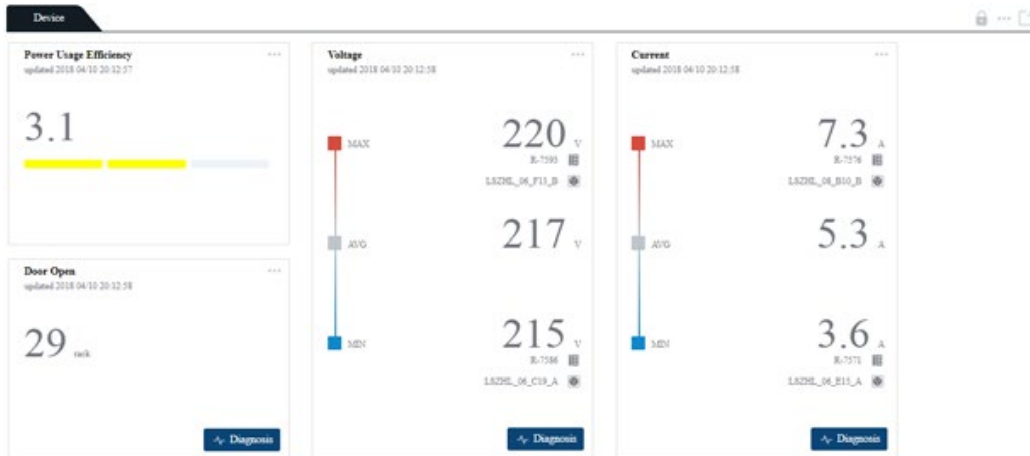 Device
Power Usage Efficiency
updated 2018 04/10 20:12:57
3.1
Door Open
updated 2018 04/10 20:12:58
29 rack
Diagnosis
Voltage
updated 2018 04/10 20:12:58
MAX
220 V
R-7593
LSZHL_06_F13_B
AVG
217 V
MIN
215 V
R-7586
LSZHL_06_C19_A
Diagnosis
Current
updated 2018 04/10 20:12:58
MAX
7.3 A
R-7576
LSZHL_08_B10_B
AVG
5.3 A
MIN
3.6 A
R-7571
LSZHL_06_E15_A
Diagnosis